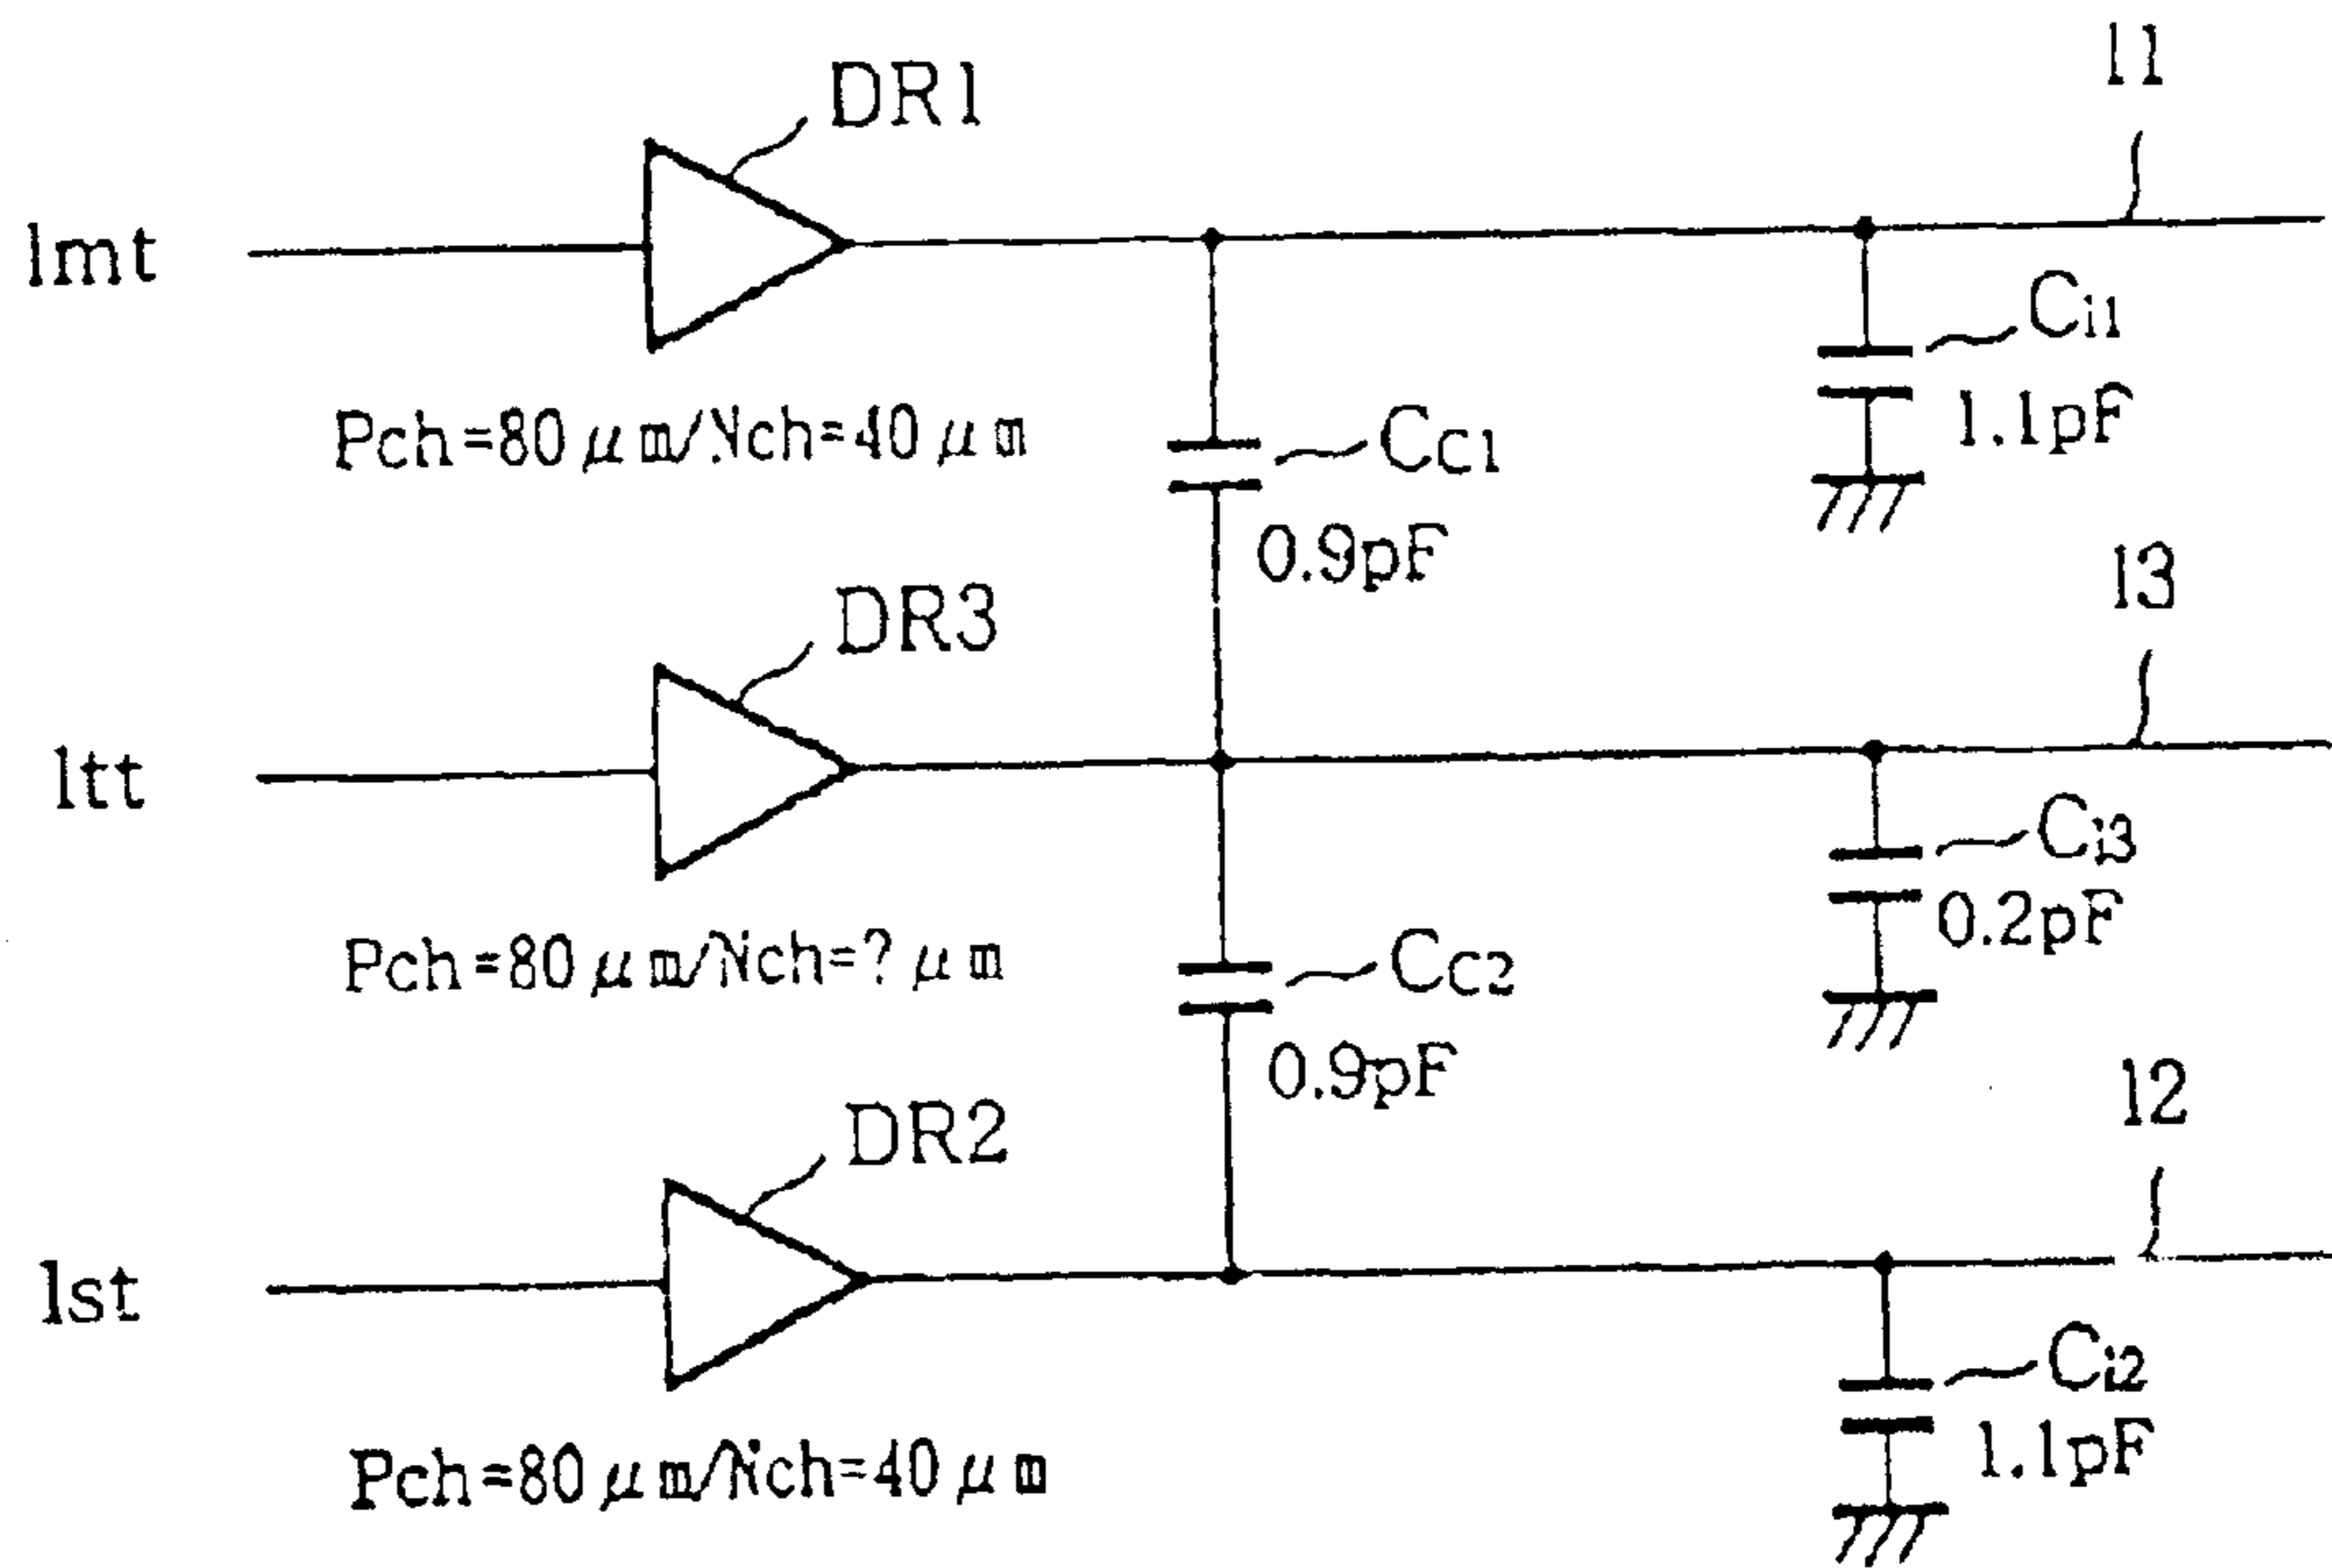 l1
DR1
lmt
Ci1
1.1pF
Pch=80μm/Nch=40μm
CC1
0.9pF
l3
DR3
ltt
Ci3
0.2pF
Pch=80μm/Nch=?μm
CC2
0.9pF
l2
DR2
lst
Ci2
1.1pF
Pch=80μm/Nch=40μm